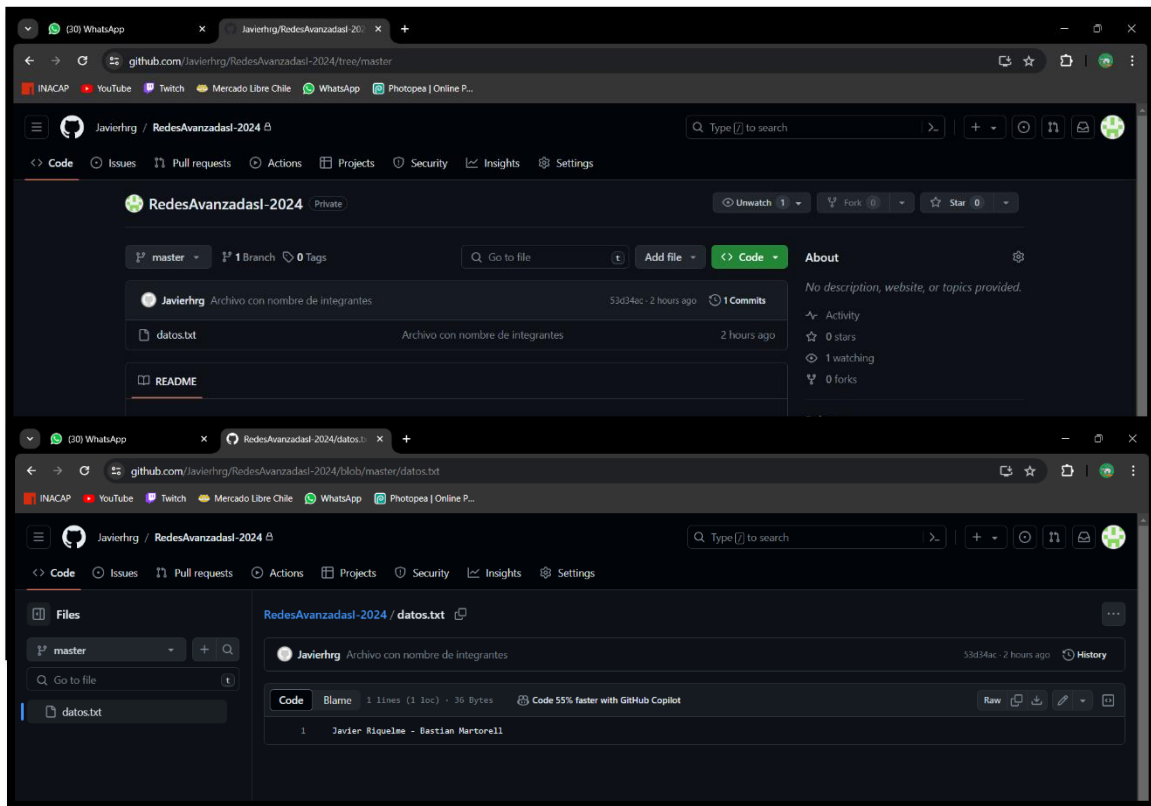 (30) WhatsApp
Javierhrg/RedesAvanzadasI-202
github.com/Javierhrg/RedesAvanzadasI-2024/tree/master
INACAP YouTube Twitch Mercado Libre Chile WhatsApp Photopea | Online P...
Javierhrg / RedesAvanzadasI-2024 Type / to search
Code Issues Pull requests Actions Projects Security Insights Settings
RedesAvanzadasI-2024 Private Unwatch 1 Fork 0 Star 0
master 1 Branch 0 Tags Go to file t Add file Code About
No description, website, or topics provided.
Javierhrg Archivo con nombre de integrantes 53d34ac · 2 hours ago 1 Commits
Activity
datos.txt Archivo con nombre de integrantes 2 hours ago 0 stars
1 watching
README 0 forks
(30) WhatsApp RedesAvanzadasI-2024/datos.t
github.com/Javierhrg/RedesAvanzadasI-2024/blob/master/datos.txt
INACAP YouTube Twitch Mercado Libre Chile WhatsApp Photopea | Online P...
Javierhrg / RedesAvanzadasI-2024 Type / to search
Code Issues Pull requests Actions Projects Security Insights Settings
Files RedesAvanzadasI-2024 / datos.txt
master Javierhrg Archivo con nombre de integrantes 53d34ac · 2 hours ago History
Go to file t
Code Blame 1 lines (1 loc) · 36 Bytes Code 55% faster with GitHub Copilot Raw
datos.txt
1 Javier Riquelme - Bastian Martorell